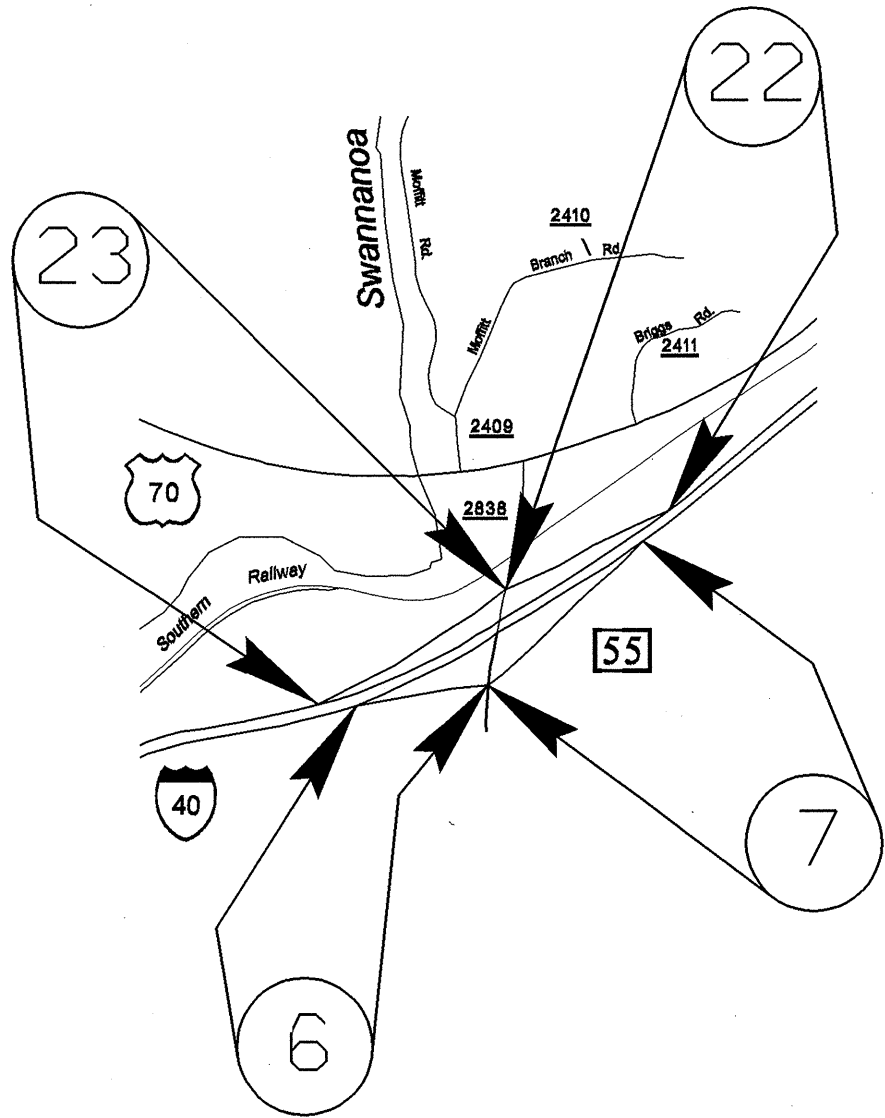 22
23
Swannanoa
Moffitt Rd.
2410
Branch Rd
Moffitt
Briggs Rd.
2411
2409
70
2838
Southern Railway
55
40
7
6